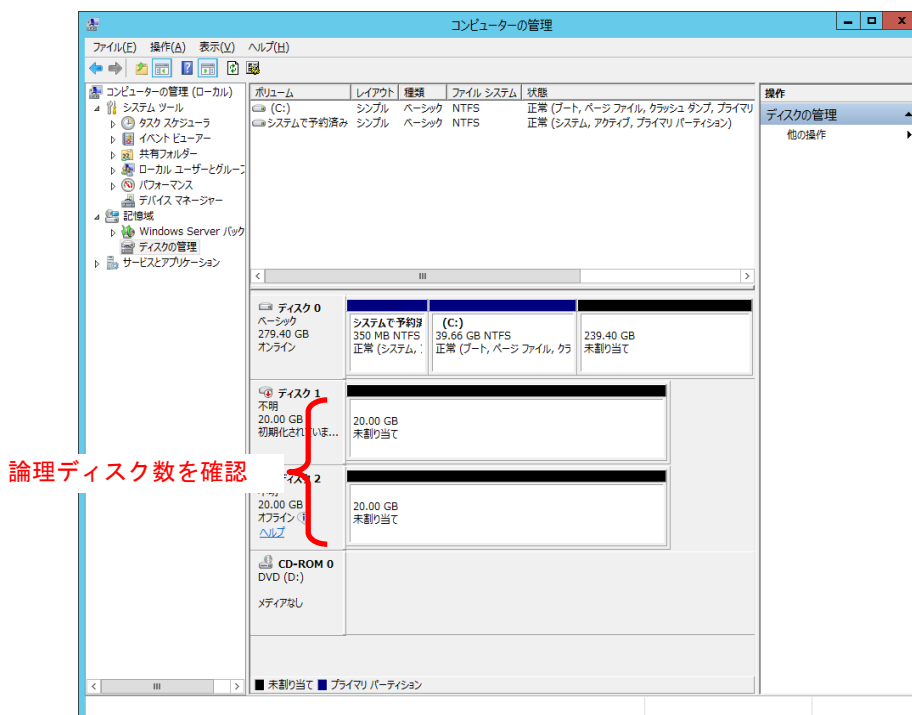 コンピューターの管理
ファイル(F) 操作(A) 表示(V) ヘルプ(H)
コンピューターの管理 (ローカル)
システム ツール
タスク スケジューラ
イベント ビューアー
共有フォルダー
ローカル ユーザーとグループ
パフォーマンス
デバイス マネージャー
記憶域
Windows Server バック
ディスクの管理
サービスとアプリケーション
ボリューム レイアウト 種類 ファイル システム 状態
(C:) シンプル ベーシック NTFS 正常 (ブート, ページ ファイル, クラッシュ ダンプ, プライマリ
システムで予約済み シンプル ベーシック NTFS 正常 (システム, アクティブ, プライマリ パーティション)
ディスク 0
ベーシック
279.40 GB
オンライン
システムで予約済
350 MB NTFS
正常 (システム,
(C:)
39.66 GB NTFS
正常 (ブート, ページ ファイル, クラ
239.40 GB
未割り当て
ディスク 1
不明
20.00 GB
初期化されていま...
20.00 GB
未割り当て
論理ディスク数を確認
ディスク 2
20.00 GB
オフライン
ヘルプ
20.00 GB
未割り当て
CD-ROM 0
DVD (D:)
メディアなし
未割り当て プライマリ パーティション
操作
ディスクの管理
他の操作